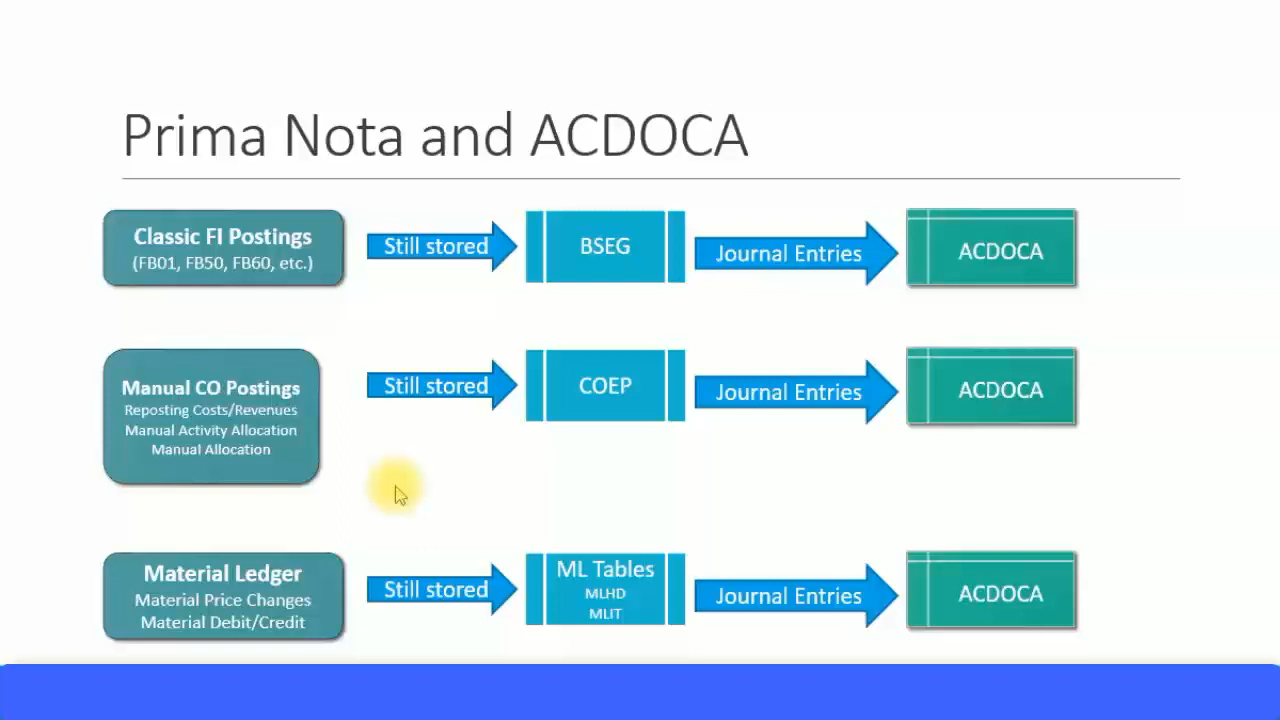 Prima Nota and ACDOCA
Classic FI Postings
(FB01, FB50, FB60, etc.)
Still stored
BSEG
Journal Entries
ACDOCA
Manual CO Postings
Reposting Costs/Revenues
Manual Activity Allocation
Manual Allocation
Still stored
COEP
Journal Entries
ACDOCA
Material Ledger
Material Price Changes
Material Debit/Credit
Still stored
ML Tables
MLHD
MLIT
Journal Entries
ACDOCA